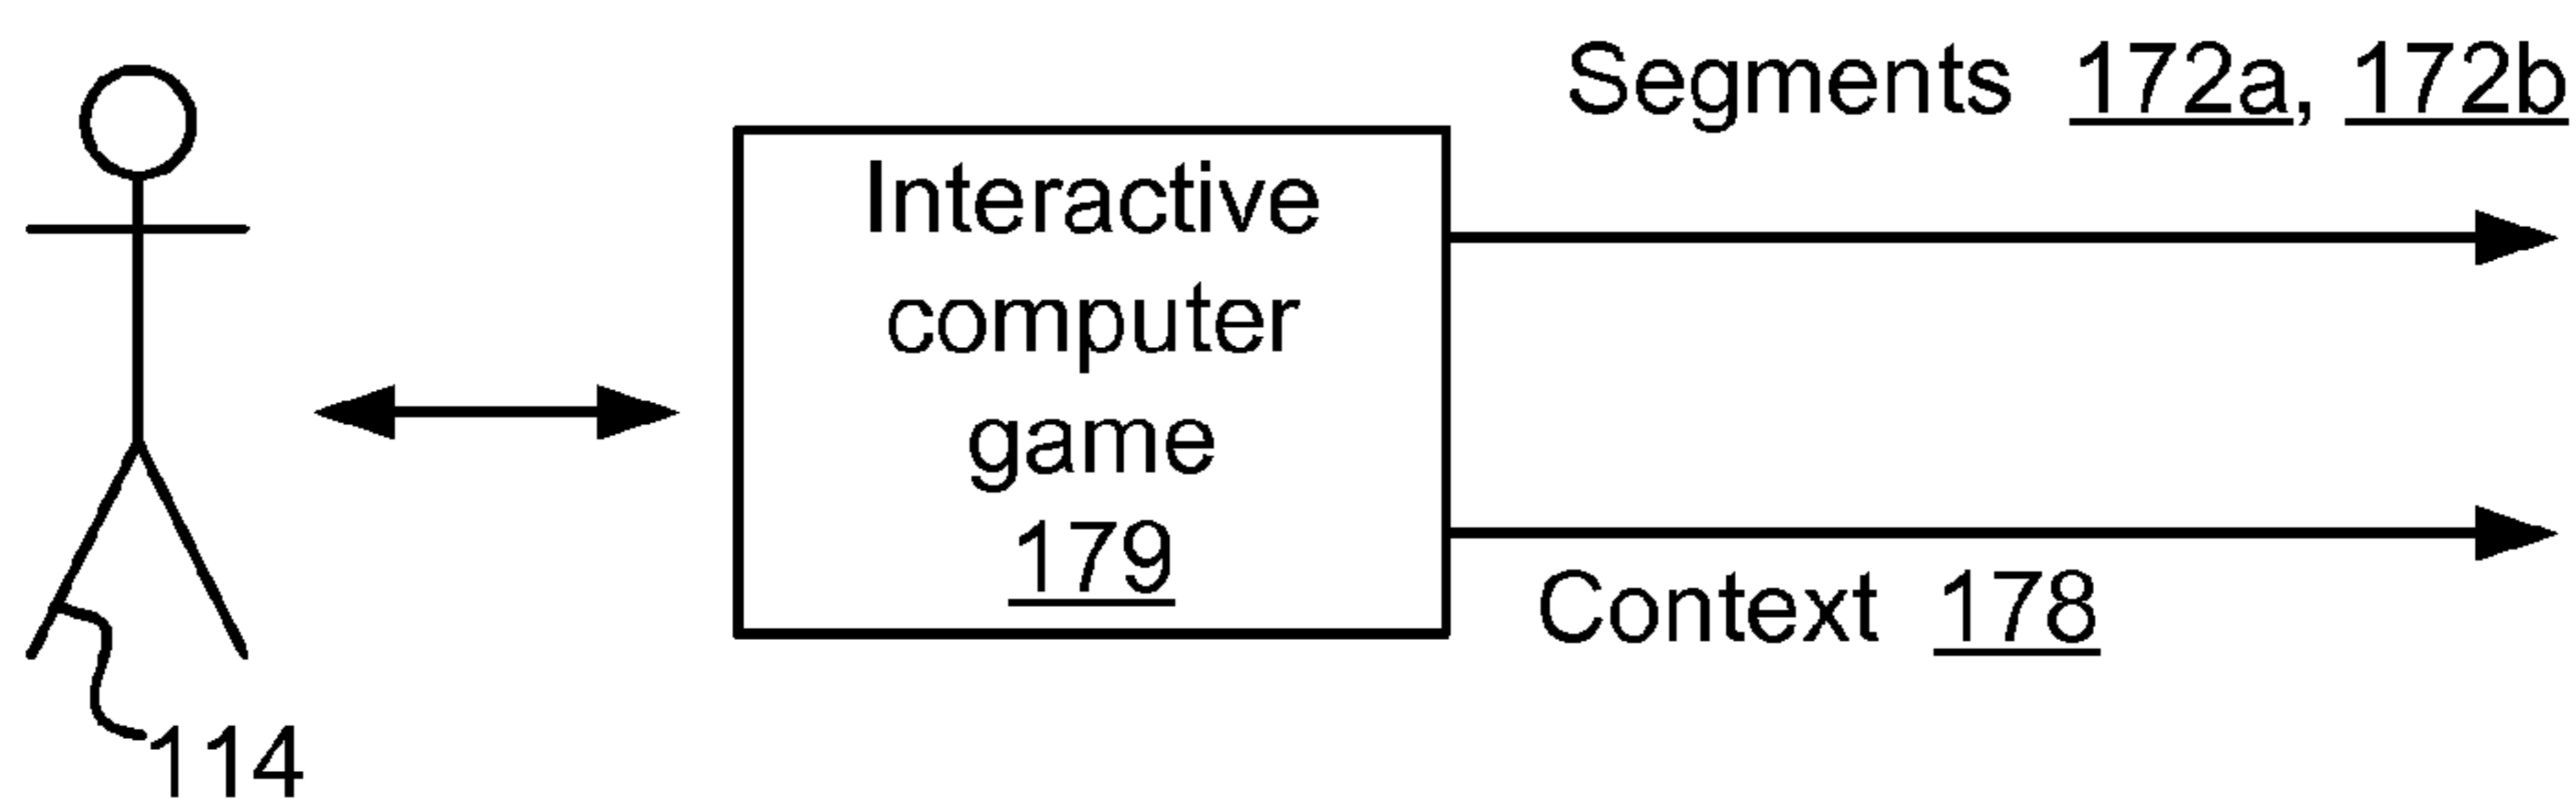 Segments 172a, 172b
Interactive
computer
game
179
Context 178
114